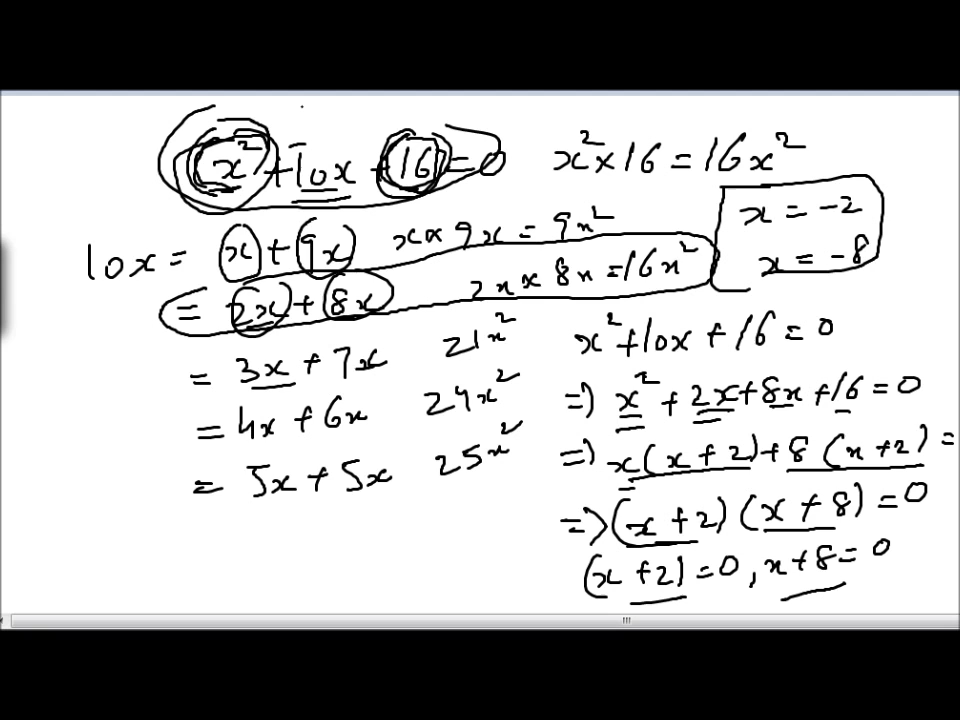 x² + 10x + 16 = 0
x² × 16 = 16x²
10x = x + 9x
x × 9x = 9x²
= 2x + 8x
2x × 8x = 16x²
= 3x + 7x
21x²
= 4x + 6x
24x²
= 5x + 5x
25x²
x = -2
x = -8
x² + 10x + 16 = 0
=> x² + 2x + 8x + 16 = 0
=> x(x + 2) + 8(x + 2) =
=> (x + 2)(x + 8) = 0
(x + 2) = 0, x + 8 = 0